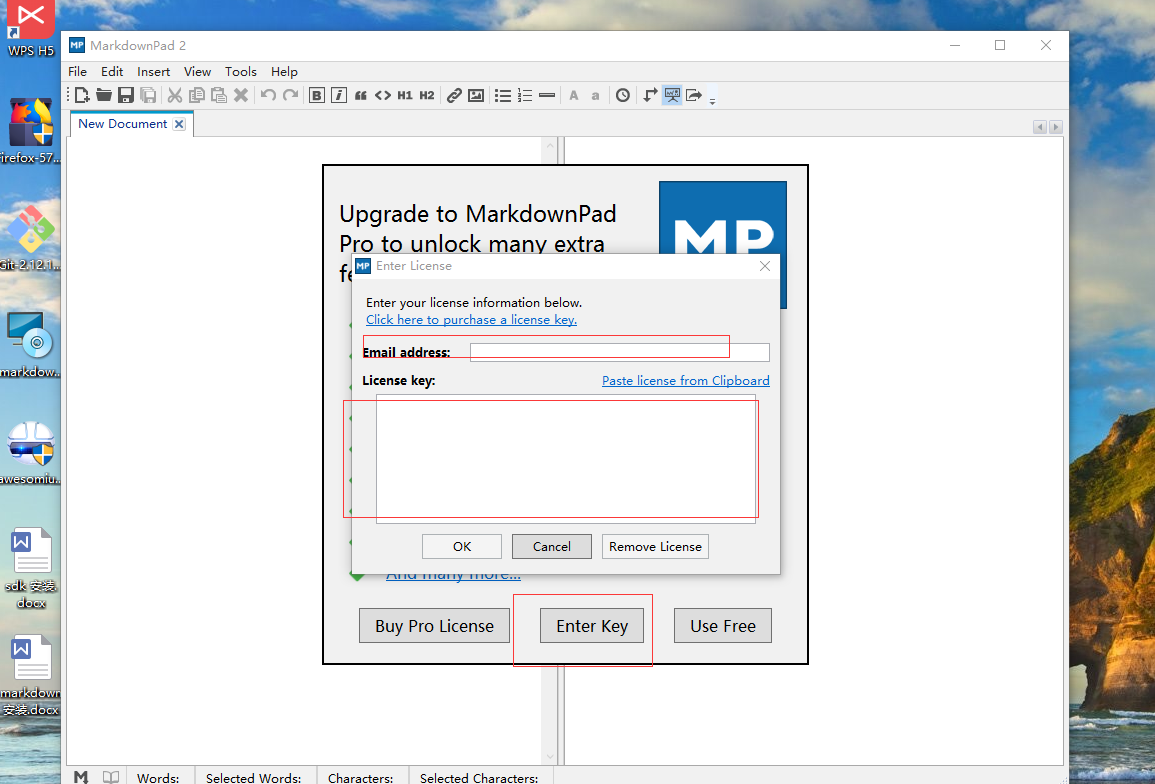 WPS H5
MP MarkdownPad 2
File Edit Insert View Tools Help
B i “ <> H1 H2 A a
New Document
Firefox-57...
Git-2.12.1...
markdow...
awesomiu...
sdk 安装.
docx
markdown
安装.docx
Upgrade to MarkdownPad
Pro to unlock many extra
fe
MP
MP Enter License
Enter your license information below.
Click here to purchase a license key.
Email address:
License key: Paste license from Clipboard
OK Cancel Remove License
And many more...
Buy Pro License Enter Key Use Free
M Words: Selected Words: Characters: Selected Characters: